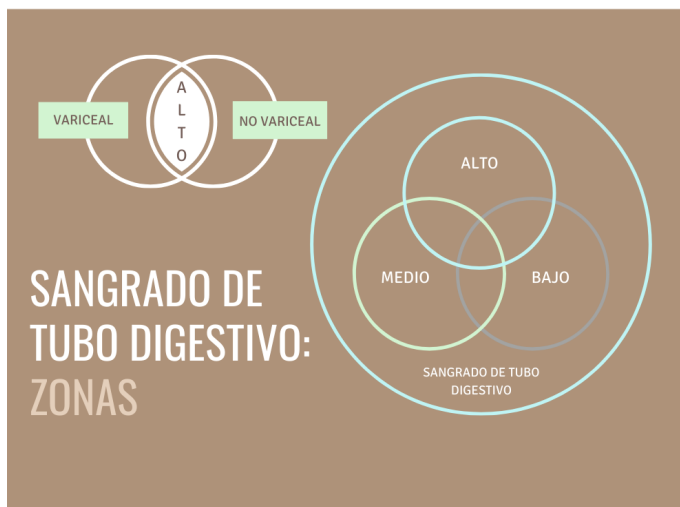 VARICEAL
A
L
T
O
NO VARICEAL
SANGRADO DE
TUBO DIGESTIVO:
ZONAS
ALTO
MEDIO
BAJO
SANGRADO DE TUBO
DIGESTIVO